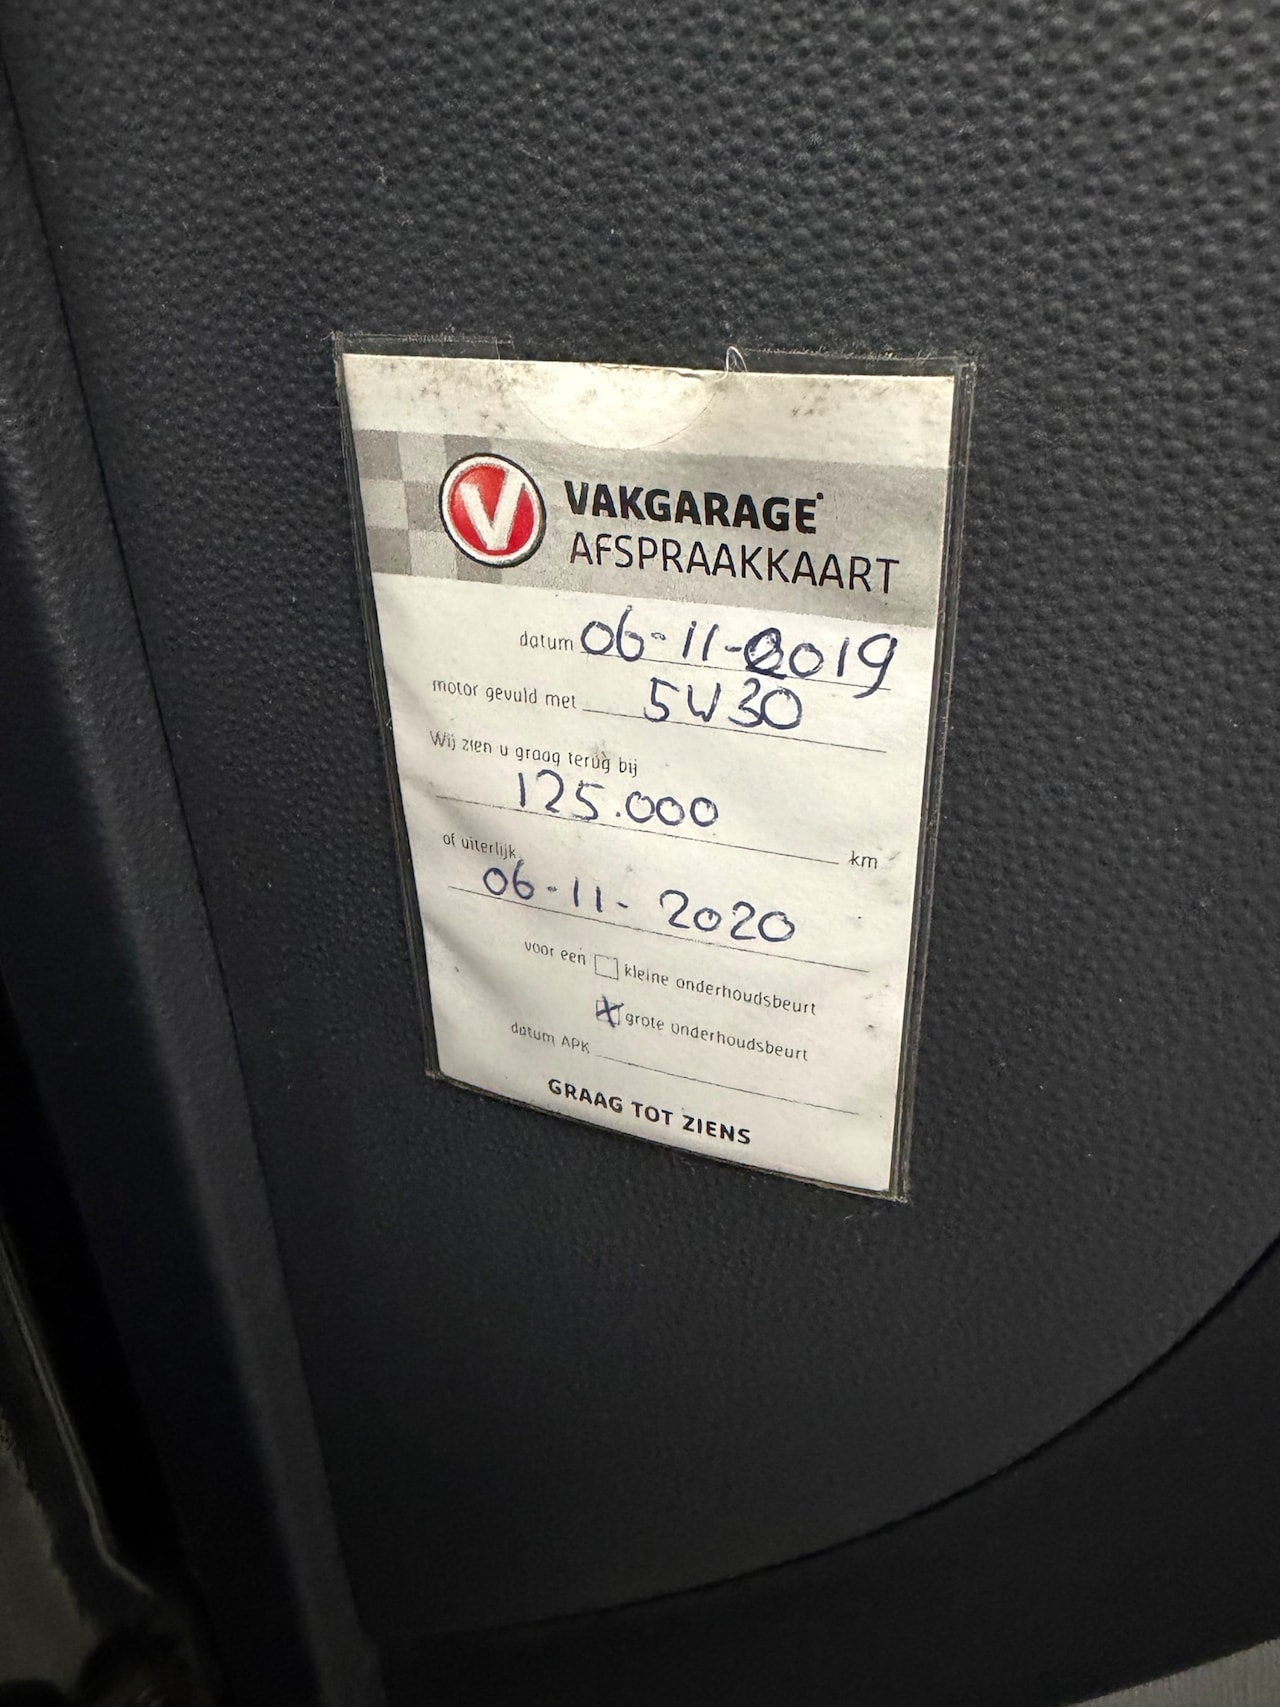 V VAKGARAGE
AFSPRAAKKAART
datum 06-11-2019
motor gevuld met 5W30
Wij zien u graag terug bij
125.000 km
of uiterlijk
06-11-2020
voor een kleine onderhoudsbeurt
grote onderhoudsbeurt
datum APK
GRAAG TOT ZIENS